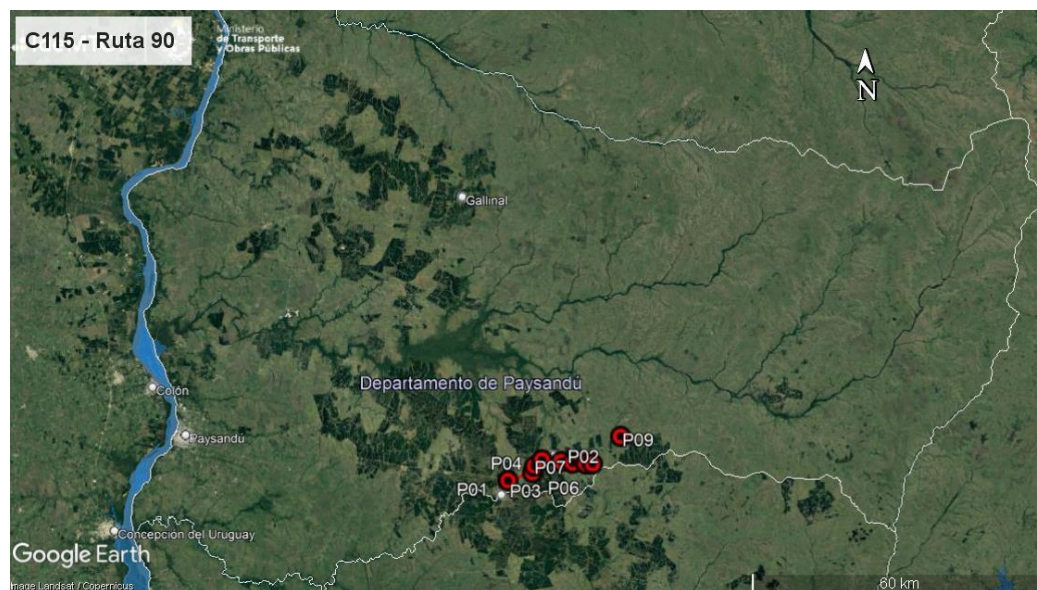 C115 - Ruta 90
Ministerio
de Transporte
y Obras Públicas
N
Gallinal
Departamento de Paysandú
Colón
Paysandú
P09
P02
P04
P07
P01
P03
P06
Concepción del Uruguay
Google Earth
Image Landsat / Copernicus
60 km